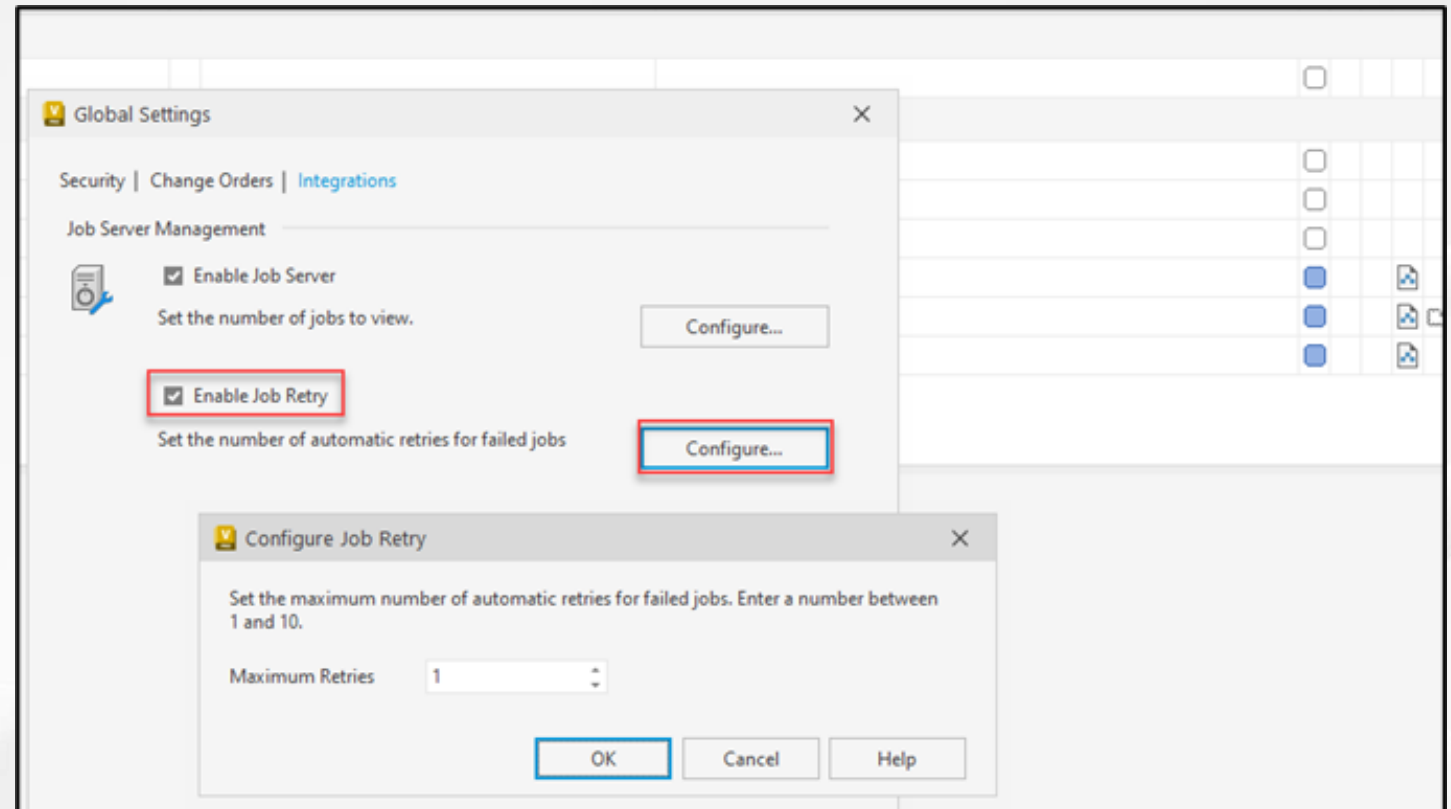 Global Settings
Security | Change Orders | Integrations
Job Server Management
Enable Job Server
Set the number of jobs to view.
Configure...
Enable Job Retry
Set the number of automatic retries for failed jobs
Configure...
Configure Job Retry
Set the maximum number of automatic retries for failed jobs. Enter a number between
1 and 10.
Maximum Retries 1
OK Cancel Help